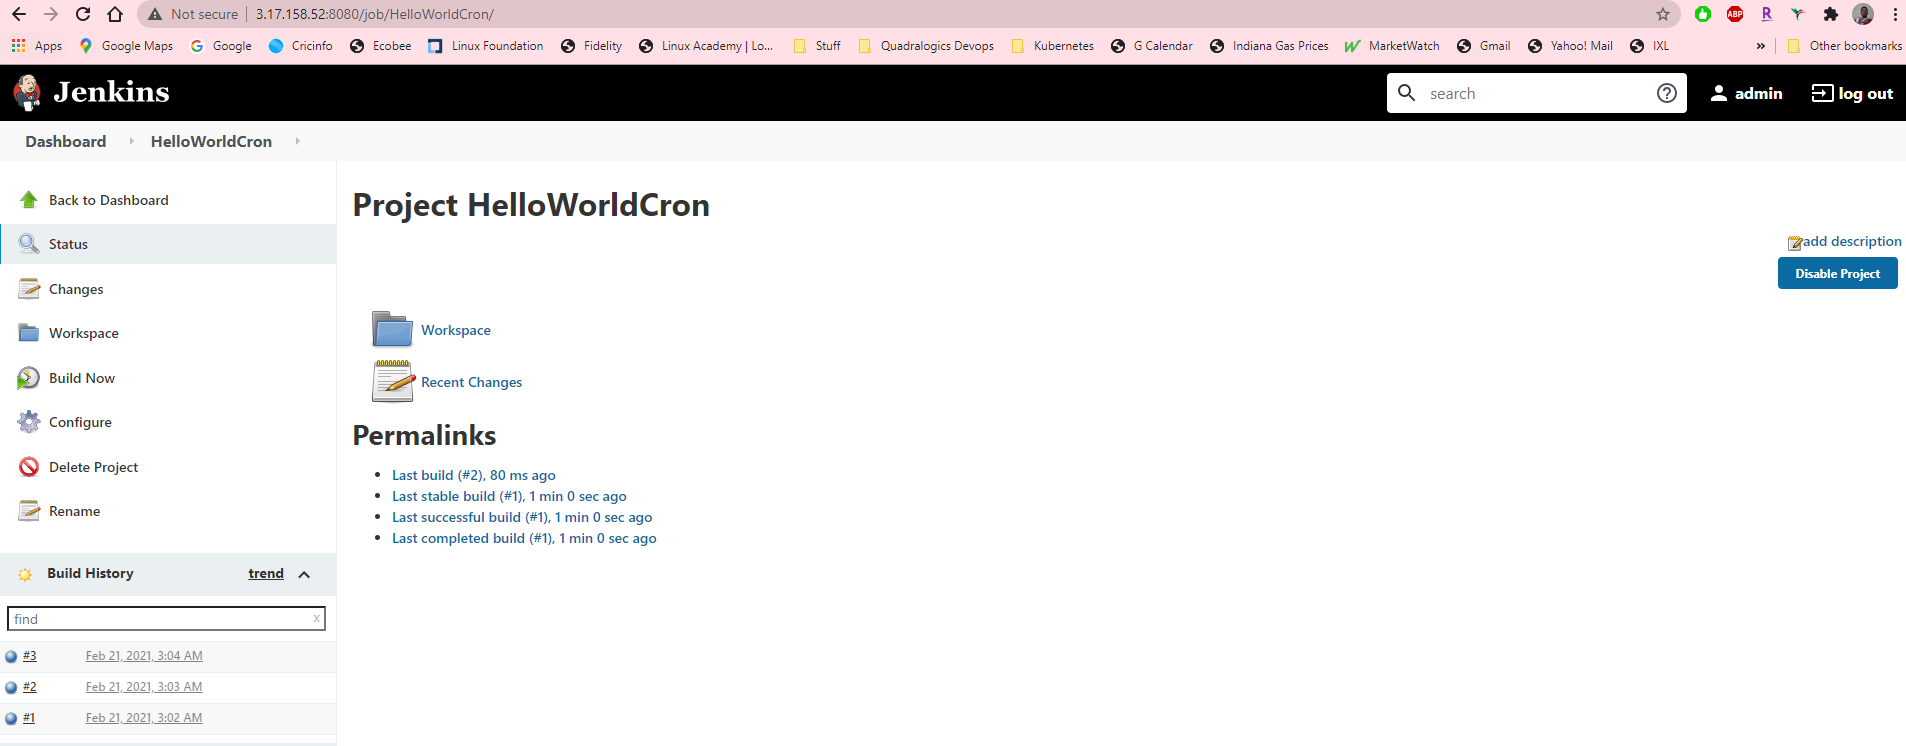 Not secure 3.17.158.52:8080/job/HelloWorldCron/
Apps Google Maps Google Cricinfo Ecobee Linux Foundation Fidelity Linux Academy | Lo... Stuff Quadralogics Devops Kubernetes G Calendar Indiana Gas Prices MarketWatch Gmail Yahoo! Mail IXL » Other bookmarks
ABP
R
Jenkins search admin log out
Dashboard HelloWorldCron
Back to Dashboard
Status
Changes
Workspace
Build Now
Configure
Delete Project
Rename
Build History trend
find x
#3 Feb 21, 2021, 3:04 AM
#2 Feb 21, 2021, 3:03 AM
#1 Feb 21, 2021, 3:02 AM
Project HelloWorldCron
add description
Disable Project
Workspace
Recent Changes
Permalinks
Last build (#2), 80 ms ago
Last stable build (#1), 1 min 0 sec ago
Last successful build (#1), 1 min 0 sec ago
Last completed build (#1), 1 min 0 sec ago